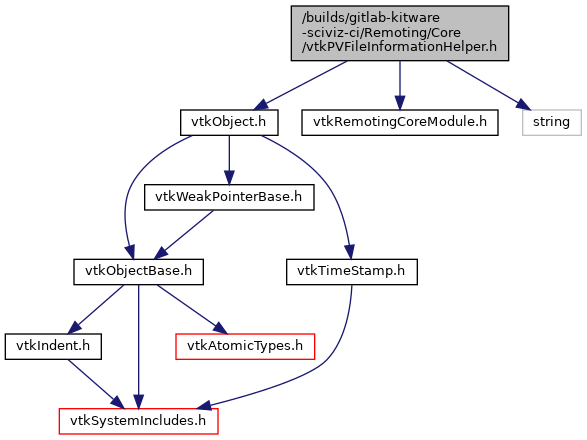 /builds/gitlab-kitware
-sciviz-ci/Remoting/Core
/vtkPVFileInformationHelper.h
vtkObject.h
vtkRemotingCoreModule.h
string
vtkWeakPointerBase.h
vtkObjectBase.h
vtkTimeStamp.h
vtkIndent.h
vtkAtomicTypes.h
vtkSystemIncludes.h